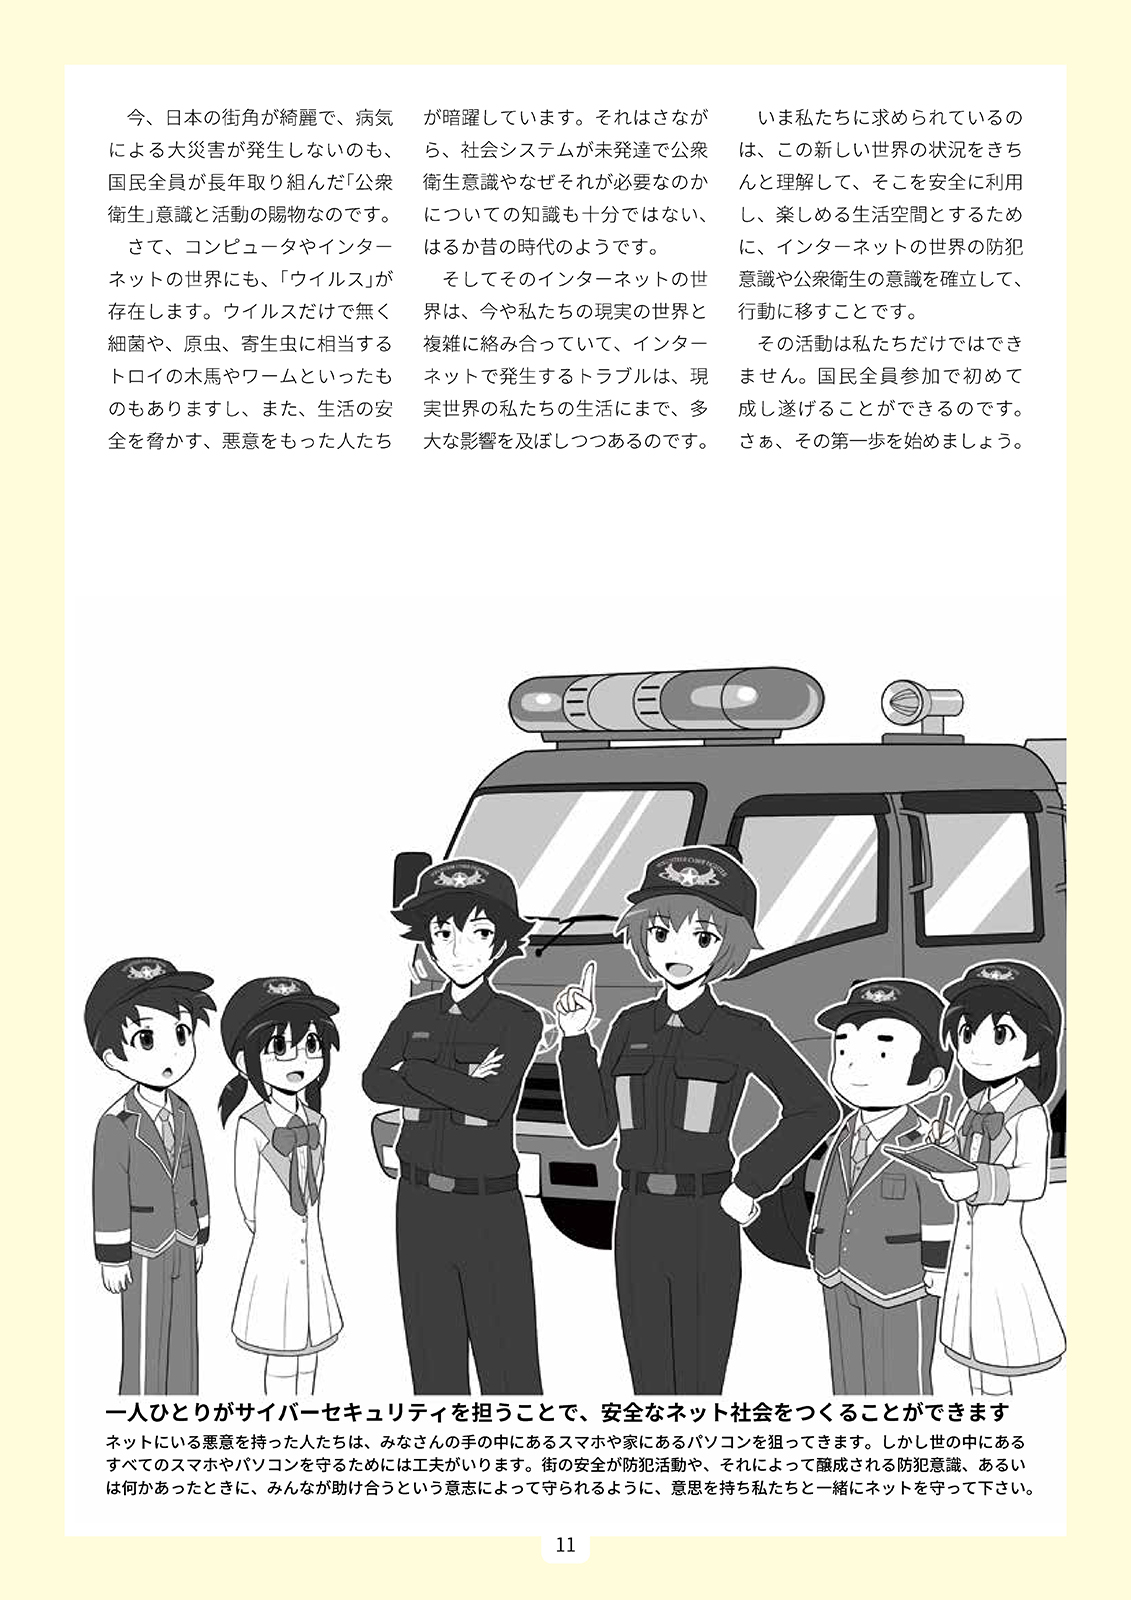 今、日本の街角が綺麗で、病気
による大災害が発生しないのも、
国民全員が長年取り組んだ「公衆
衛生」意識と活動の賜物なのです。
さて、コンピュータやインター
ネットの世界にも、「ウイルス」が
存在します。ウイルスだけで無く
細菌や、原虫、寄生虫に相当する
トロイの木馬やワームといったも
のもありますし、また、生活の安
全を脅かす、悪意をもった人たち
が暗躍しています。それはさなが
ら、社会システムが未発達で公衆
衛生意識やなぜそれが必要なのか
についての知識も十分ではない、
はるか昔の時代のようです。
そしてそのインターネットの世
界は、今や私たちの現実の世界と
複雑に絡み合っていて、インター
ネットで発生するトラブルは、現
実世界の私たちの生活にまで、多
大な影響を及ぼしつつあるのです。
いま私たちに求められているの
は、この新しい世界の状況をきち
んと理解して、そこを安全に利用
し、楽しめる生活空間とするため
に、インターネットの世界の防犯
意識や公衆衛生の意識を確立して、
行動に移すことです。
その活動は私たちだけではでき
ません。国民全員参加で初めて
成し遂げることができるのです。
さぁ、その第一歩を始めましょう。
VOLUNTEER CYBER FIGHTER
一人ひとりがサイバーセキュリティを担うことで、安全なネット社会をつくることができます
ネットにいる悪意を持った人たちは、みなさんの手の中にあるスマホや家にあるパソコンを狙ってきます。しかし世の中にある
すべてのスマホやパソコンを守るためには工夫がいります。街の安全が防犯活動や、それによって醸成される防犯意識、あるい
は何かあったときに、みんなが助け合うという意志によって守られるように、意思を持ち私たちと一緒にネットを守って下さい。
11